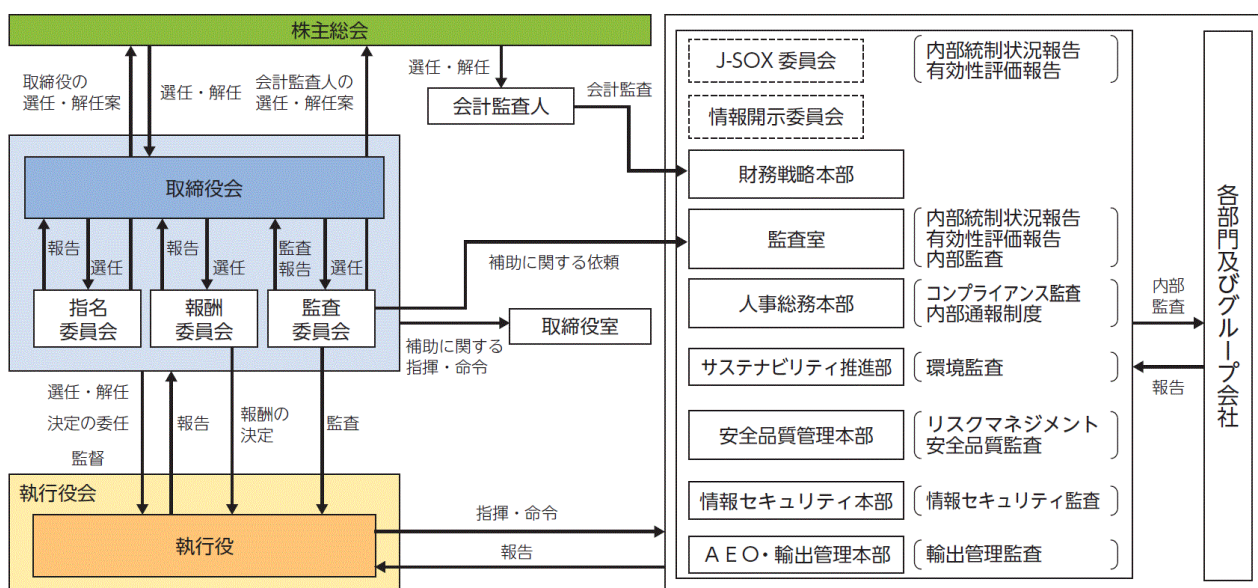 株主総会
取締役の
選任・解任案
選任・解任
会計監査人の
選任・解任案
選任・解任
会計監査人
会計監査
取締役会
報告
選任
報告
選任
監査
報告
選任
指名
委員会
報酬
委員会
監査
委員会
補助に関する依頼
取締役室
補助に関する
指揮・命令
選任・解任
決定の委任
監督
報告
報酬の
決定
監査
執行役会
執行役
指揮・命令
報告
J-SOX 委員会
内部統制状況報告
有効性評価報告
情報開示委員会
財務戦略本部
監査室
内部統制状況報告
有効性評価報告
内部監査
人事総務本部
コンプライアンス監査
内部通報制度
サステナビリティ推進部
環境監査
安全品質管理本部
リスクマネジメント
安全品質監査
情報セキュリティ本部
情報セキュリティ監査
AEO・輸出管理本部
輸出管理監査
内部
監査
報告
各部門及びグループ会社